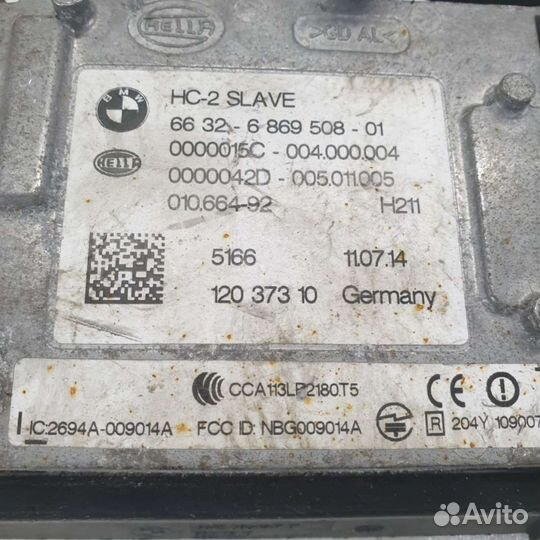 HELLA
>GD AL<
BMW
HC-2 SLAVE
66 32 - 6 869 508 - 01
0000015C - 004.000.004
HELLA
0000042D - 005.011.005
010.664-92 H211
5166 11.07.14
120 373 10 Germany
CCA113LP2180T5
IC:2694A-009014A FCC ID: NBG009014A R 204Y 109007
Avito